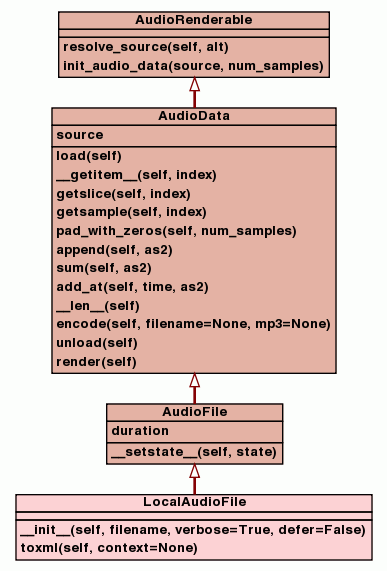 AudioRenderable
resolve_source(self, alt)
init_audio_data(source, num_samples)
AudioData
source
load(self)
__getitem__(self, index)
getslice(self, index)
getsample(self, index)
pad_with_zeros(self, num_samples)
append(self, as2)
sum(self, as2)
add_at(self, time, as2)
__len__(self)
encode(self, filename=None, mp3=None)
unload(self)
render(self)
AudioFile
duration
__setstate__(self, state)
LocalAudioFile
__init__(self, filename, verbose=True, defer=False)
toxml(self, context=None)